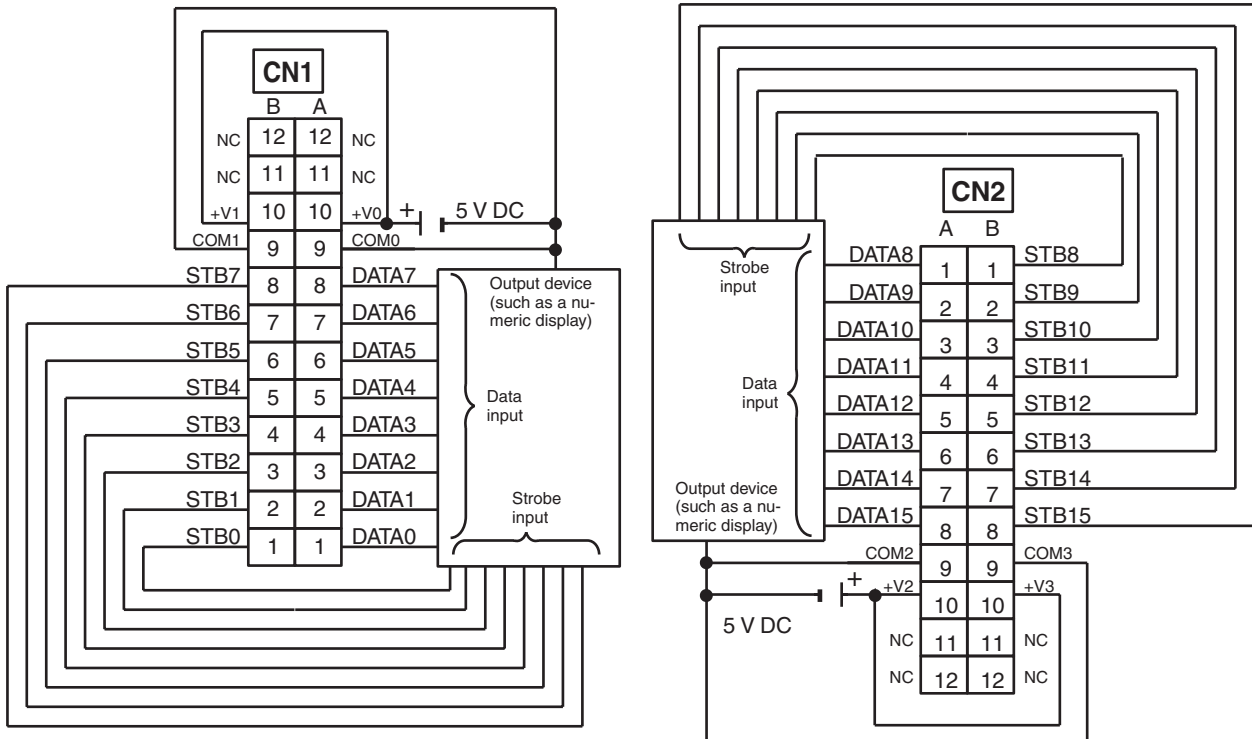 CN1
B A
NC 12 12 NC
NC 11 11 NC
+V1 10 10 +V0 + 5 V DC
COM1 9 9 COM0
STB7 8 8 DATA7
STB6 7 7 DATA6
STB5 6 6 DATA5
STB4 5 5 DATA4
STB3 4 4 DATA3
STB2 3 3 DATA2
STB1 2 2 DATA1
STB0 1 1 DATA0
Output device
(such as a nu-
meric display)
Data
input
Strobe
input
CN2
A B
DATA8 1 1 STB8
DATA9 2 2 STB9
DATA10 3 3 STB10
DATA11 4 4 STB11
DATA12 5 5 STB12
DATA13 6 6 STB13
DATA14 7 7 STB14
DATA15 8 8 STB15
COM2 9 9 COM3
+ +V2 10 10 +V3
5 V DC
NC 11 11 NC
NC 12 12 NC
Strobe
input
Data
input
Output device
(such as a nu-
meric display)